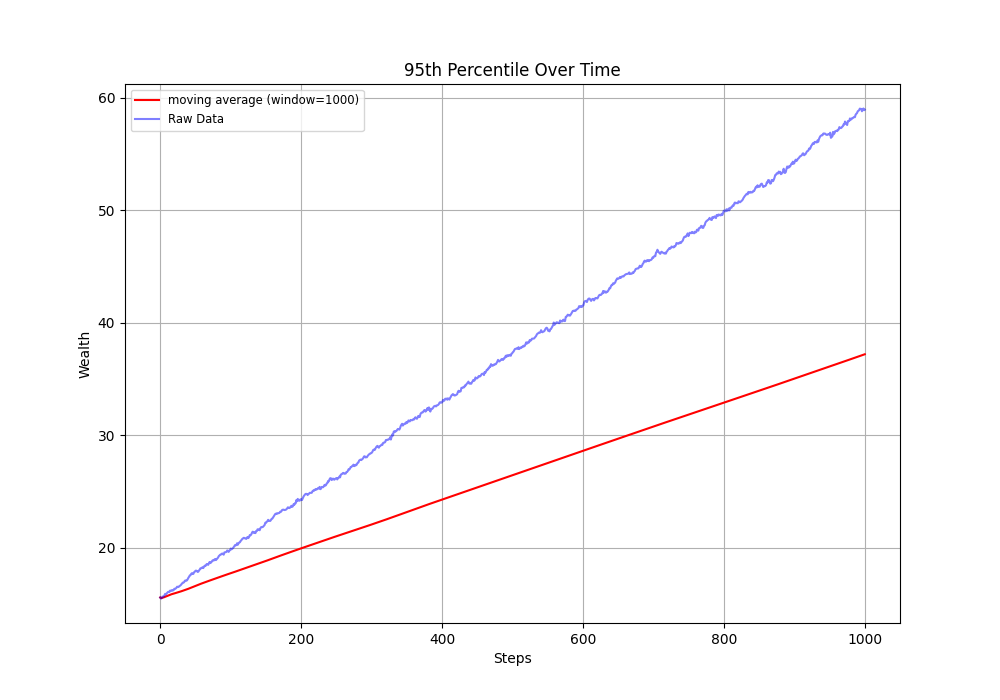 95th Percentile Over Time
moving average (window=1000)
Raw Data
60
50
40
30
20
Wealth
0 200 400 600 800 1000
Steps